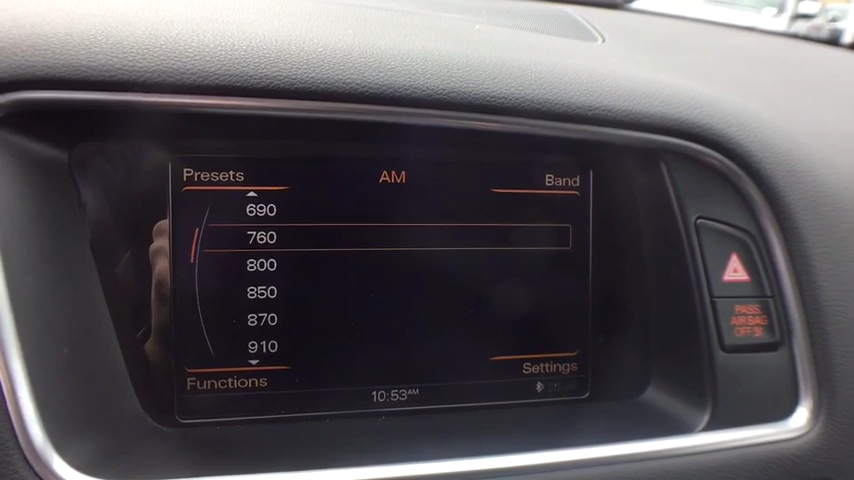 Presets
AM
Band
690
760
800
850
870
910
Functions
Settings
10:53AM
PASS.
AIR BAG
OFF